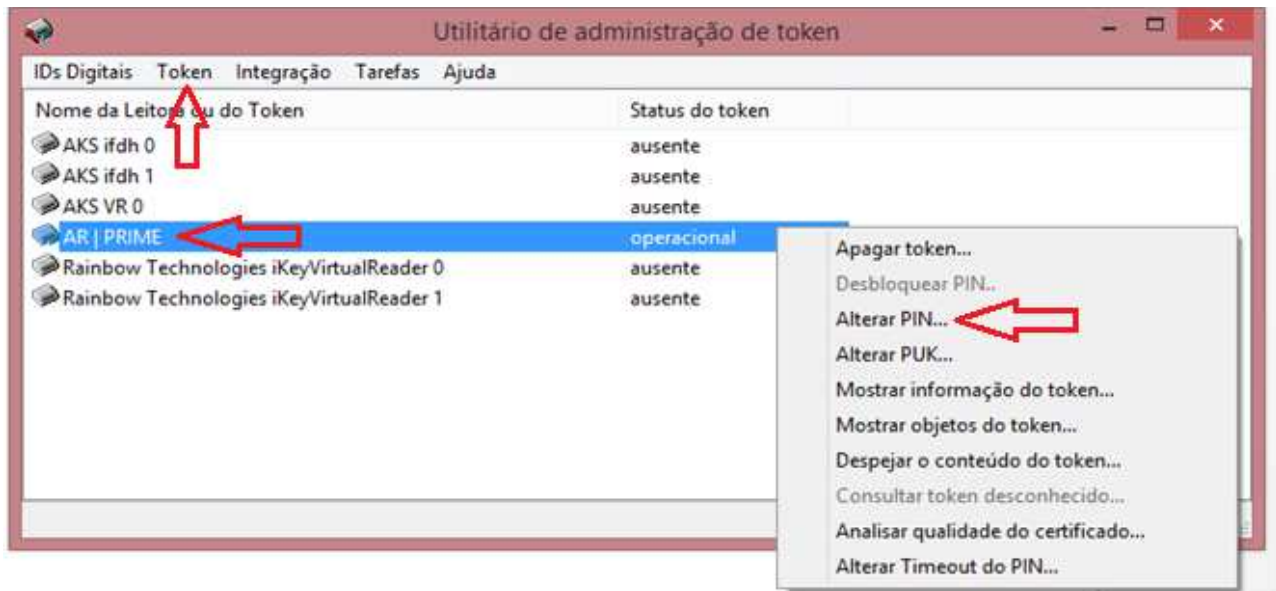 Utilitário de administração de token
IDs Digitais Token Integração Tarefas Ajuda
Nome da Leitora ou do Token Status do token
AKS ifdh 0 ausente
AKS ifdh 1 ausente
AKS VR 0 ausente
AR | PRIME operacional
Rainbow Technologies iKeyVirtualReader 0 ausente
Rainbow Technologies iKeyVirtualReader 1 ausente
Apagar token...
Desbloquear PIN..
Alterar PIN...
Alterar PUK...
Mostrar informação do token...
Mostrar objetos do token...
Despejar o conteúdo do token...
Consultar token desconhecido...
Analisar qualidade do certificado...
Alterar Timeout do PIN...